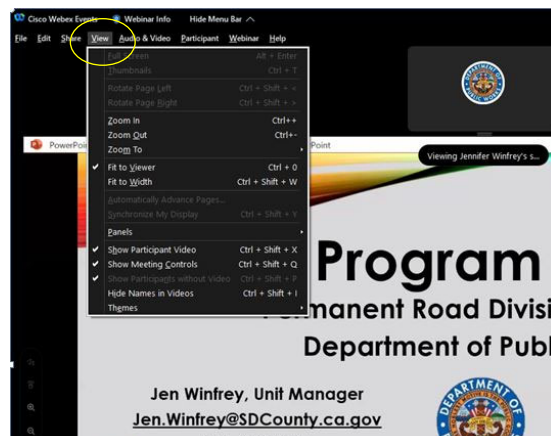 Cisco Webex Events Webinar Info Hide Menu Bar
File Edit Share View Audio & Video Participant Webinar Help
Full Screen Alt + Enter
Thumbnails Ctrl + T
Rotate Page Left Ctrl + Shift + <
Rotate Page Right Ctrl + Shift + >
Zoom In Ctrl++
Zoom Out Ctrl+-
Zoom To
Fit to Viewer Ctrl + 0
Fit to Width Ctrl + Shift + W
Automatically Advance Pages...
Synchronize My Display Ctrl + Shift + Y
Panels
Show Participant Video Ctrl + Shift + X
Show Meeting Controls Ctrl + Shift + Q
Show Participants without Video Ctrl + Shift + P
Hide Names in Videos Ctrl + Shift + I
Themes
PowerPoi
Point
Viewing Jennifer Winfrey's s...
Program
manent Road Divisi
Department of Publ
Jen Winfrey, Unit Manager
Jen.Winfrey@SDCounty.ca.gov